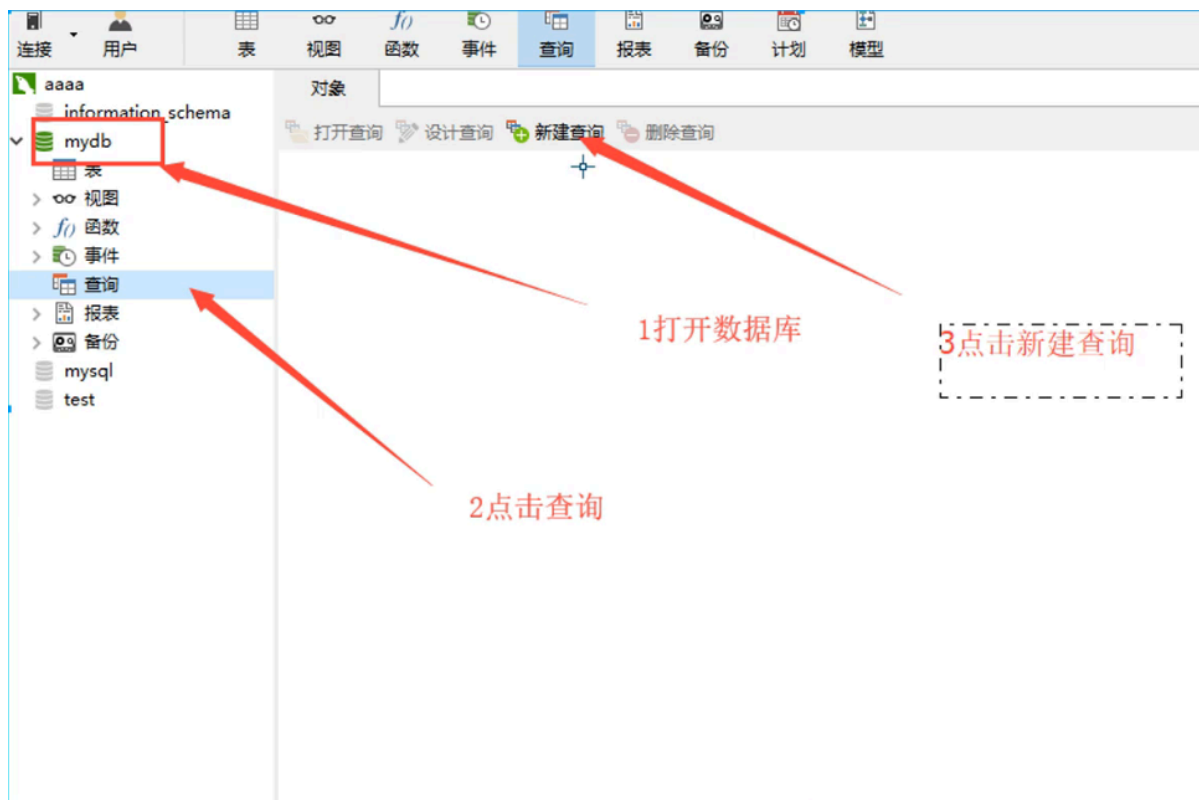 连接 用户 表 视图 函数 事件 查询 报表 备份 计划 模型
aaaa
对象
information_schema
打开查询 设计查询 新建查询 删除查询
mydb
表
视图
函数
事件
查询
报表
1打开数据库
3点击新建查询
备份
mysql
test
2点击查询